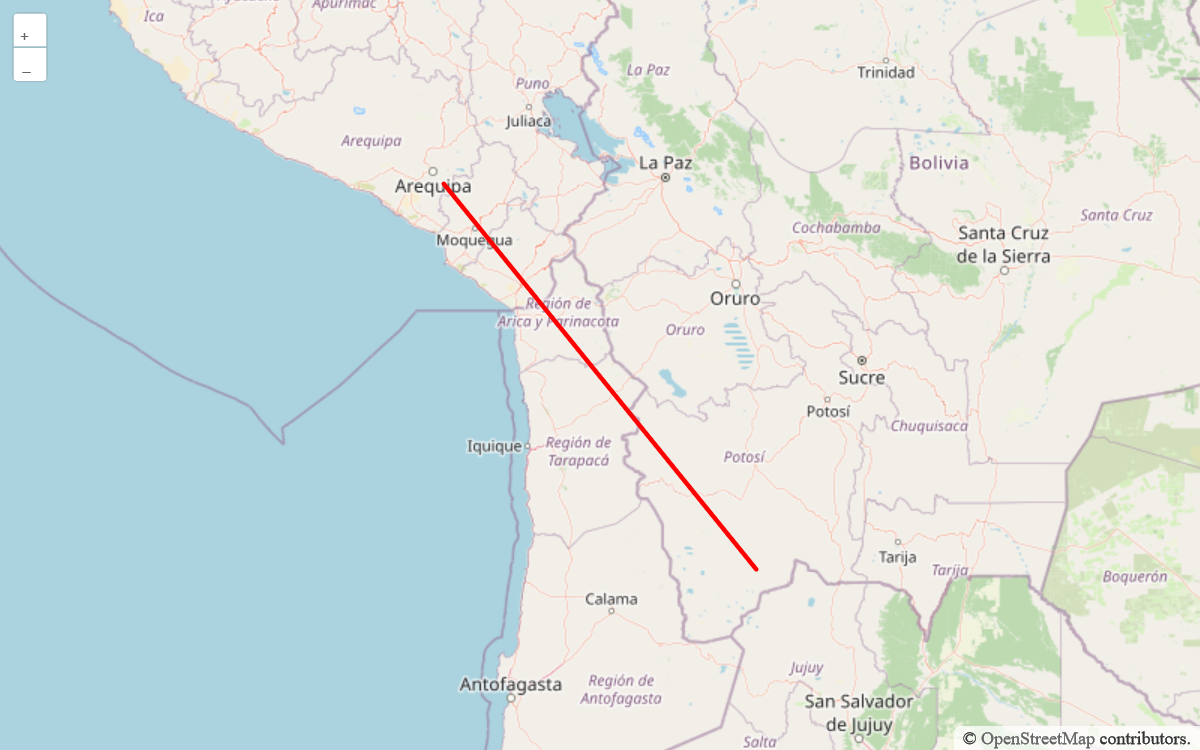 Ica
Apurímac
+
–
Trinidad
La Paz
Puno
Juliaca
Arequipa
La Paz
Bolivia
Arequipa
Santa Cruz
Moquegua
Cochabamba
Santa Cruz
de la Sierra
Oruro
Región de
Arica y Parinacota
Oruro
Sucre
Potosí
Chuquisaca
Iquique
Región de
Tarapacá
Potosí
Tarija
Tarija
Boquerón
Calama
Jujuy
Antofagasta
Región de
Antofagasta
San Salvador
de Jujuy
Salta
© OpenStreetMap contributors.